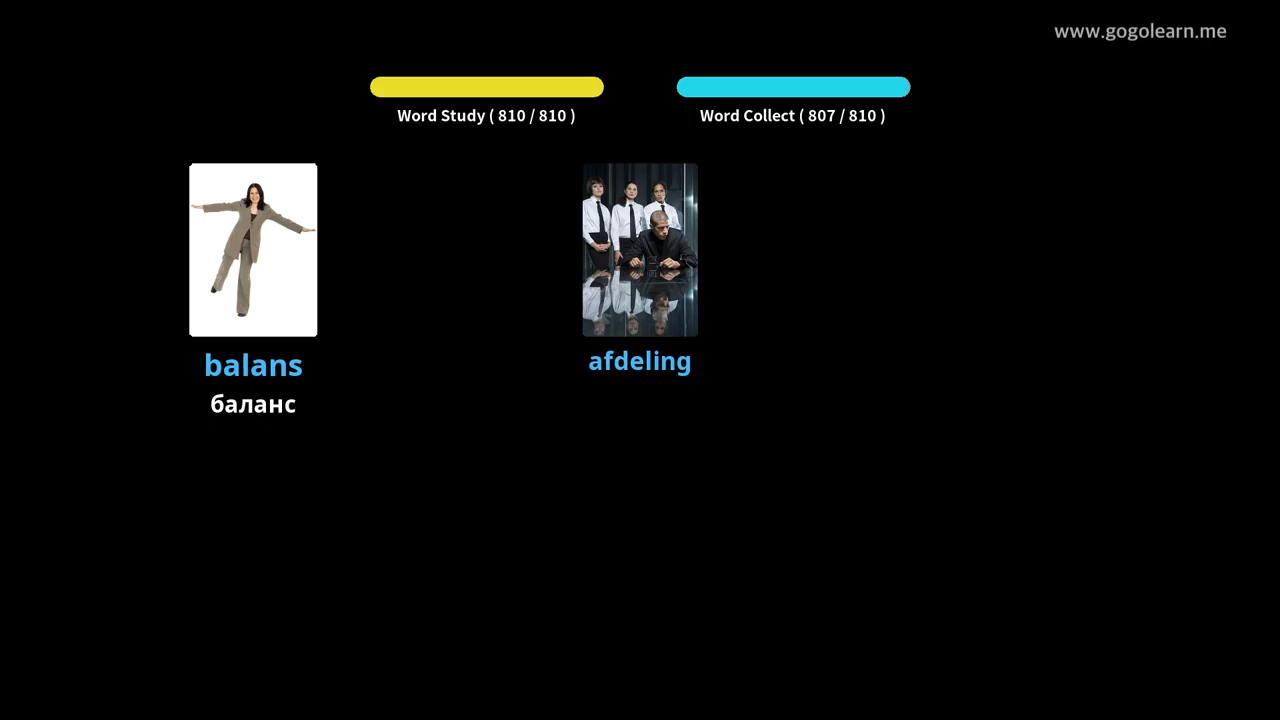 www.gogolearn.me
Word Study ( 810 / 810 )
Word Collect ( 807 / 810 )
balans
баланс
afdeling